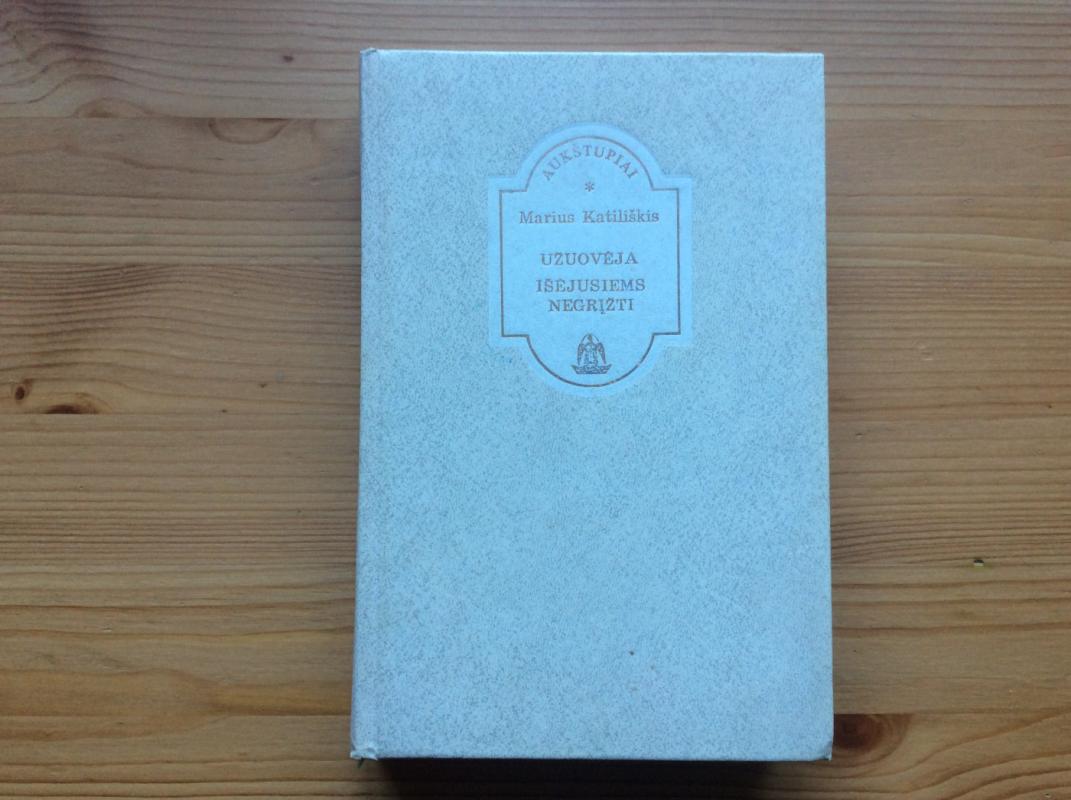 AUKŠTUPIAI
*
Marius Katiliškis
UŽUOVĖJA
IŠĖJUSIEMS
NEGRĮŽTI